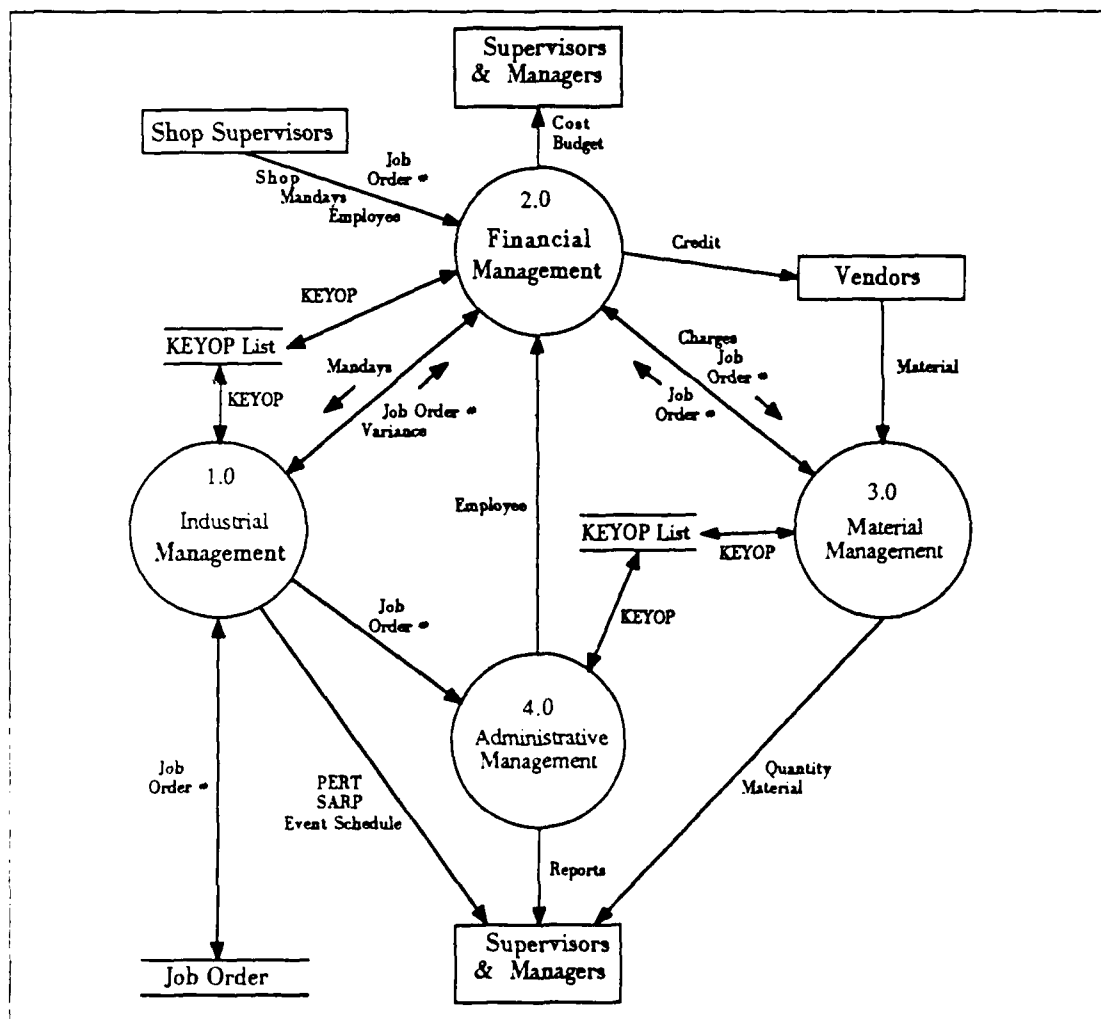 Supervisors
& Managers
Cost
Budget
Shop Supervisors
Job
Order #
Shop
Mandays
Employee
2.0
Financial
Management
Credit
Vendors
KEYOP
KEYOP List
KEYOP
Mandays
Job Order #
Variance
Charges
Job
Order #
Job
Order #
Material
1.0
Industrial
Management
Employee
KEYOP List
KEYOP
3.0
Material
Management
Job
Order #
KEYOP
4.0
Administrative
Management
Job
Order #
PERT
SARP
Event Schedule
Quantity
Material
Reports
Job Order
Supervisors
& Managers